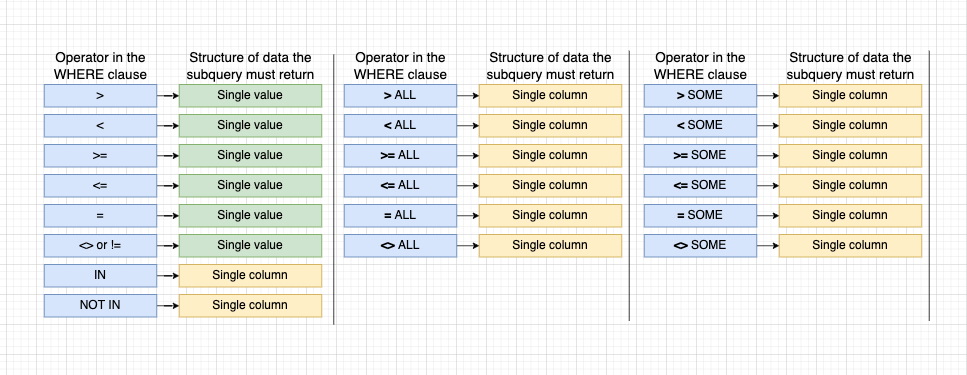 Operator in the
WHERE clause
Structure of data the
subquery must return
> Single value
< Single value
>= Single value
<= Single value
= Single value
<> or != Single value
IN Single column
NOT IN Single column
Operator in the
WHERE clause
Structure of data the
subquery must return
> ALL Single column
< ALL Single column
>= ALL Single column
<= ALL Single column
= ALL Single column
<> ALL Single column
Operator in the
WHERE clause
Structure of data the
subquery must return
> SOME Single column
< SOME Single column
>= SOME Single column
<= SOME Single column
= SOME Single column
<> SOME Single column